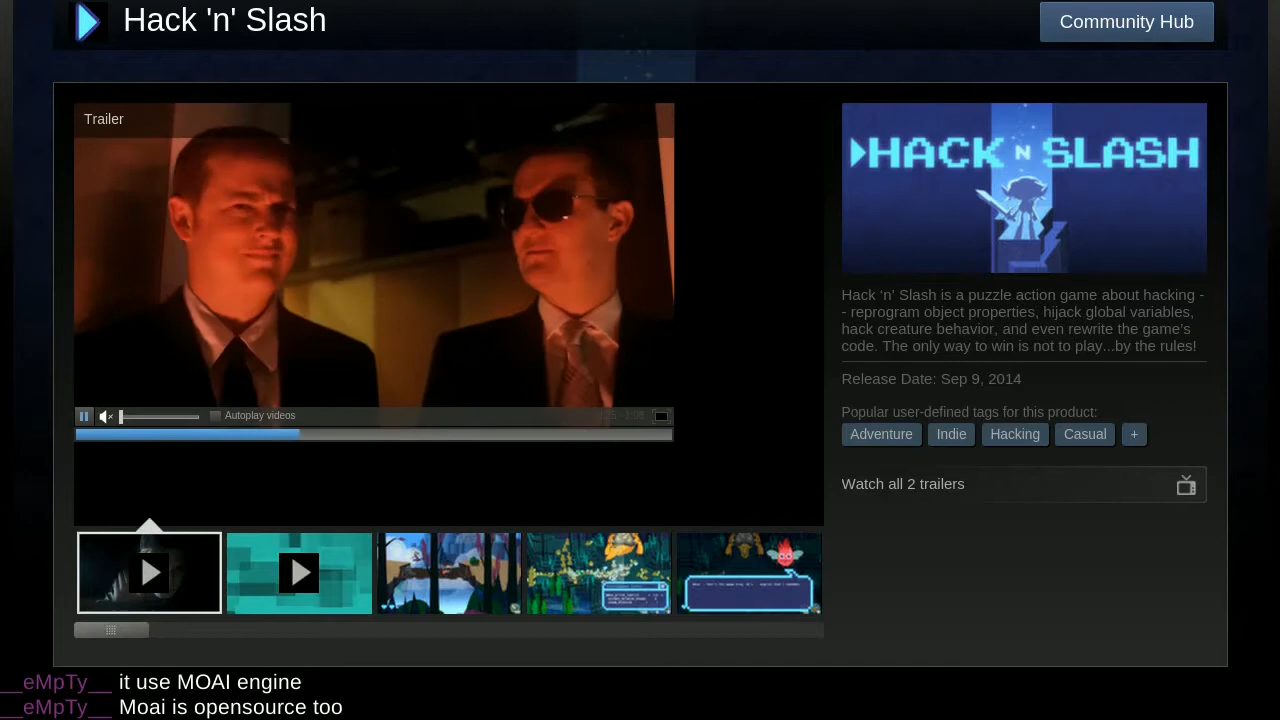 Hack 'n' Slash
Community Hub
Trailer
HACK N SLASH
Hack ‘n’ Slash is a puzzle action game about hacking -
- reprogram object properties, hijack global variables,
hack creature behavior, and even rewrite the game’s
code. The only way to win is not to play...by the rules!
Release Date: Sep 9, 2014
Popular user-defined tags for this product:
Adventure Indie Hacking Casual +
Watch all 2 trailers
Autoplay videos
__eMpTy__ it use MOAI engine
__eMpTy__ Moai is opensource too